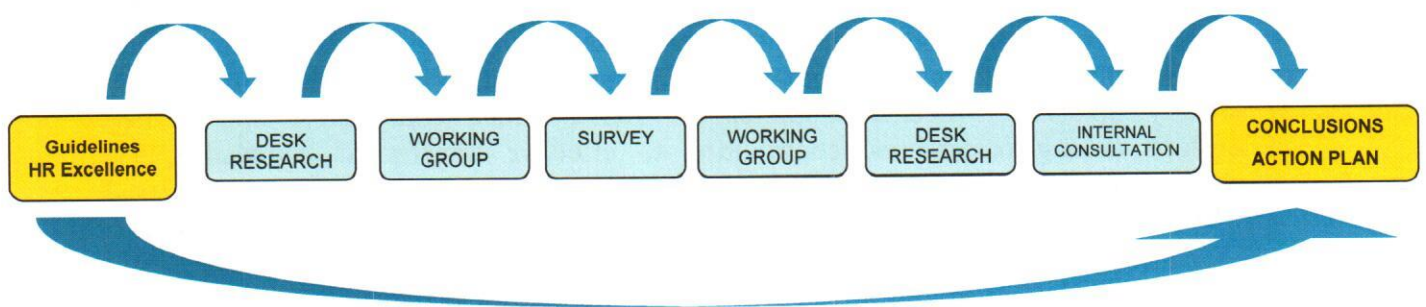 Guidelines
HR Excellence
DESK
RESEARCH
WORKING
GROUP
SURVEY
WORKING
GROUP
DESK
RESEARCH
INTERNAL
CONSULTATION
CONCLUSIONS
ACTION PLAN